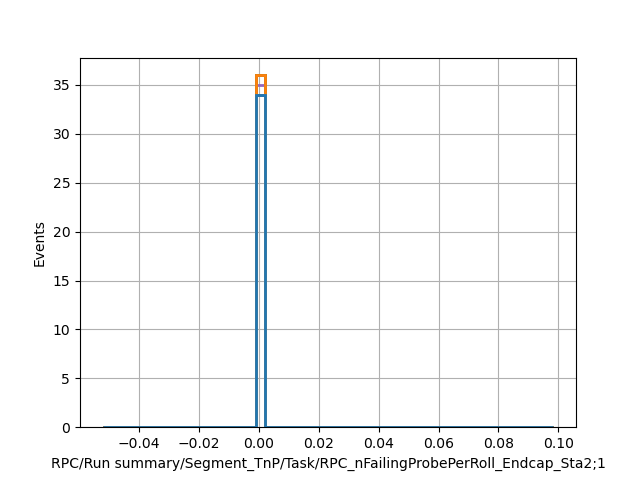 Events
35
30
25
20
15
10
5
0
−0.04 −0.02 0.00 0.02 0.04 0.06 0.08 0.10
RPC/Run summary/Segment_TnP/Task/RPC_nFailingProbePerRoll_Endcap_Sta2;1